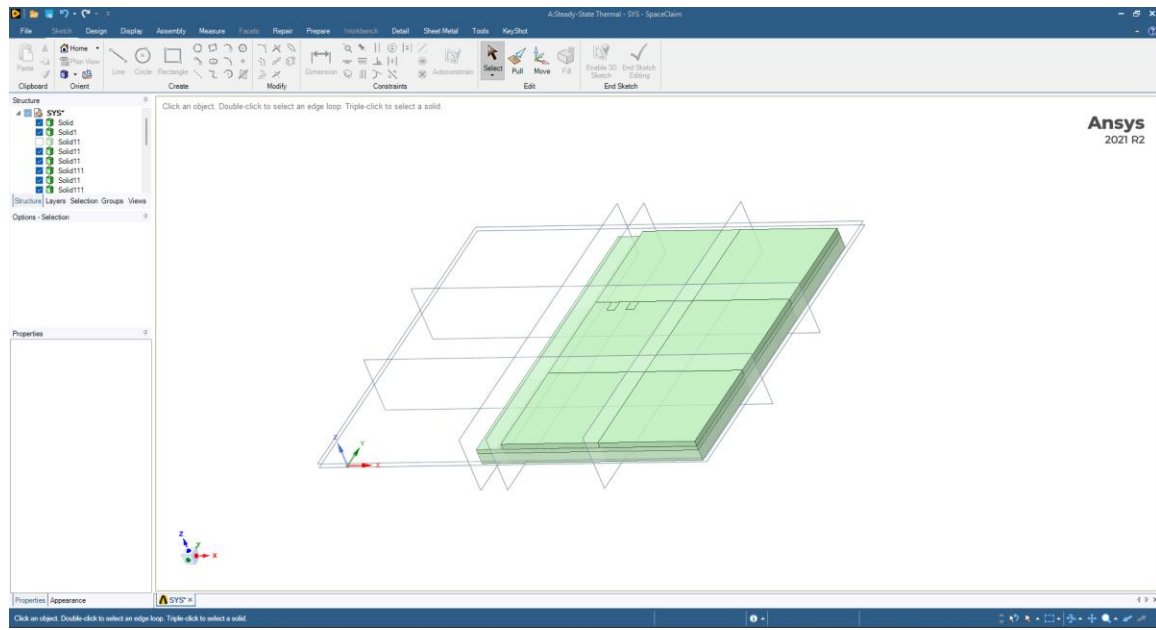 A:Steady-State Thermal - SYS - SpaceClaim
File Sketch Design Display Assembly Measure Facets Repair Prepare Workbench Detail Sheet Metal Tools KeyShot
Home
Plan View
Paste
Line Circle Rectangle
Dimension
Autoconstrain
Select Pull Move Fill
Enable 3D Sketch
End Sketch Editing
Clipboard Orient Create Modify Constraints Edit End Sketch
Structure
SYS*
Solid
Solid1
Solid11
Solid11
Solid11
Solid111
Solid11
Solid111
Structure Layers Selection Groups Views
Options - Selection
Properties
Click an object. Double-click to select an edge loop. Triple-click to select a solid.
Ansys
2021 R2
Z
Y
X
Z
Y
X
Properties Appearance
SYS*
Click an object. Double-click to select an edge loop. Triple-click to select a solid.